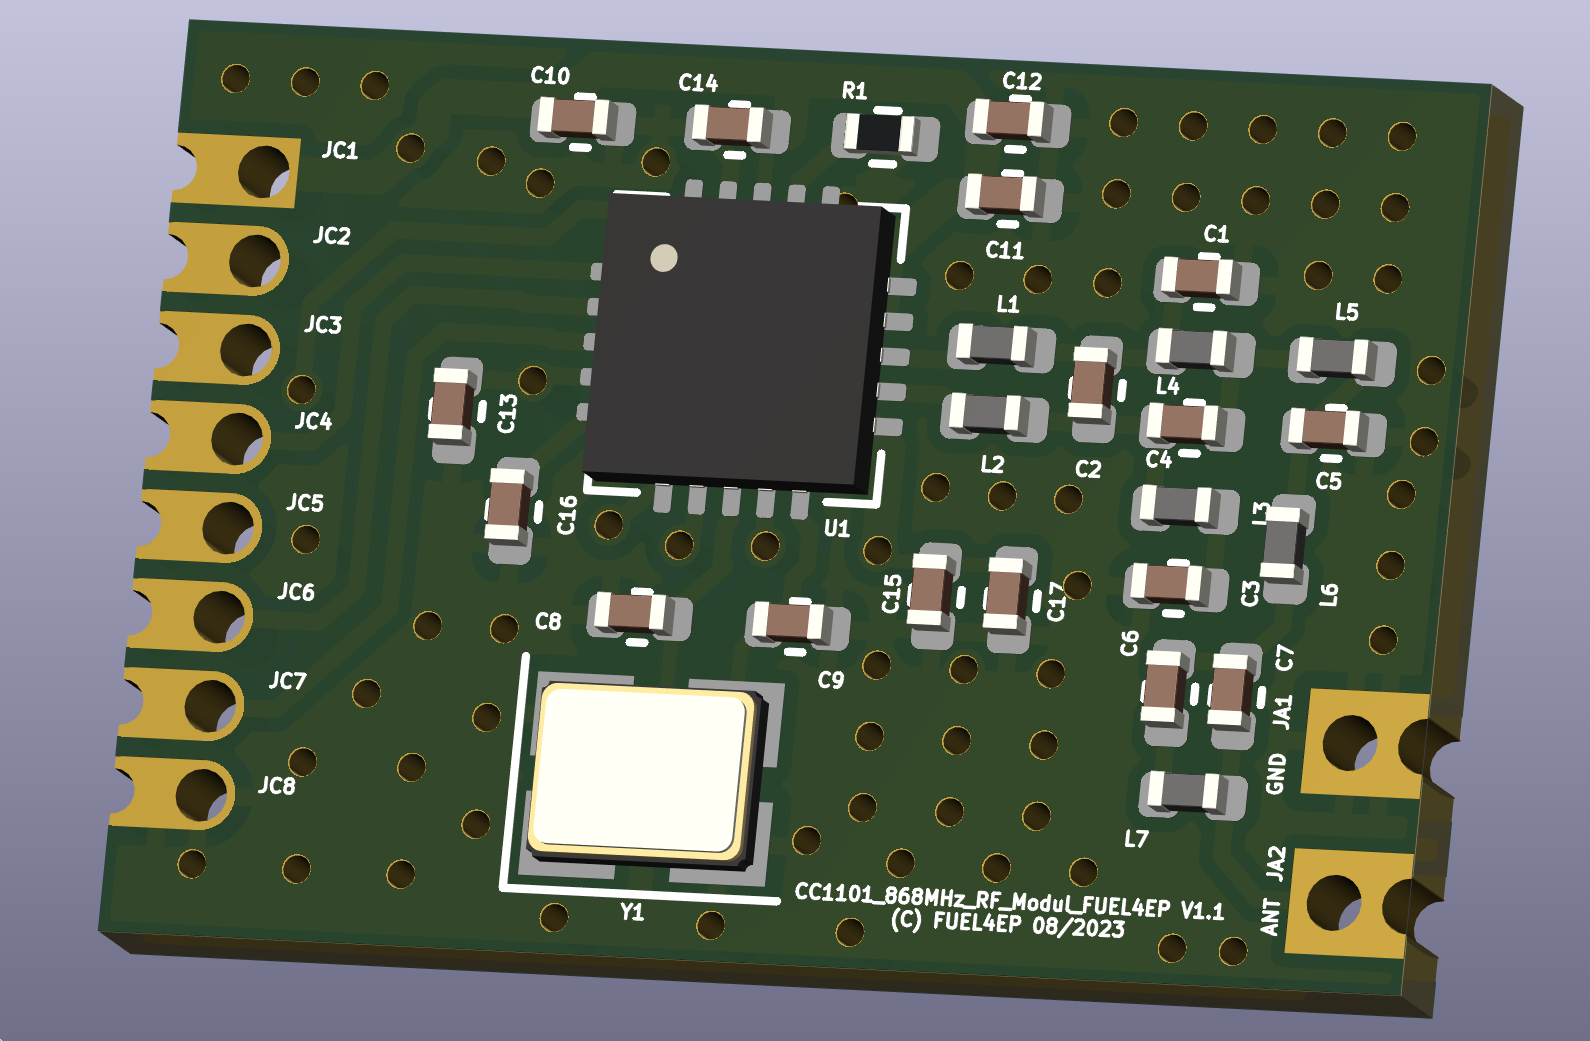 C10
C14
R1
C12
JC1
JC2
C11
C1
JC3
L1
L5
L4
JC4
C13
L2
C2
C4
C5
JC5
C16
U1
L3
JC6
C8
C15
C17
C3
L6
C9
C6
C7
JC7
JA1
GND
JC8
L7
JA2
ANT
Y1
CC1101_868MHz_RF_Modul_FUEL4EP V1.1
(C) FUEL4EP 08/2023